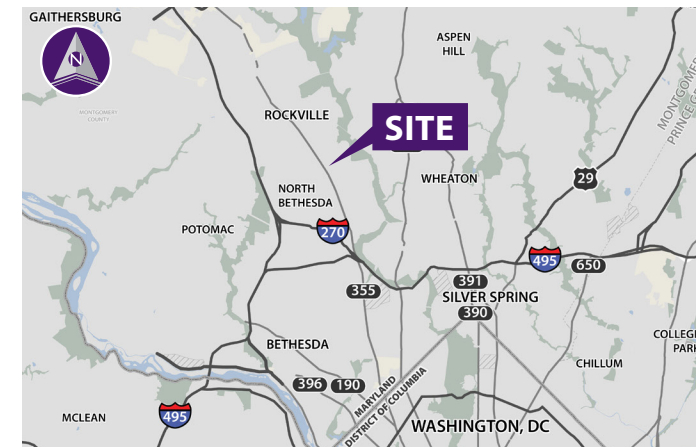 GAITHERSBURG
N
ASPEN
HILL
MONTGOMERY
COUNTY
MONTGOMERY
ROCKVILLE
SITE
WHEATON
29
NORTH
BETHESDA
POTOMAC
270
495
650
355
391
SILVER SPRING
390
BETHESDA
COLLEGE
PARK
CHILLUM
396
190
MARYLAND
DISTRICT OF COLUMBIA
MCLEAN
495
WASHINGTON, DC